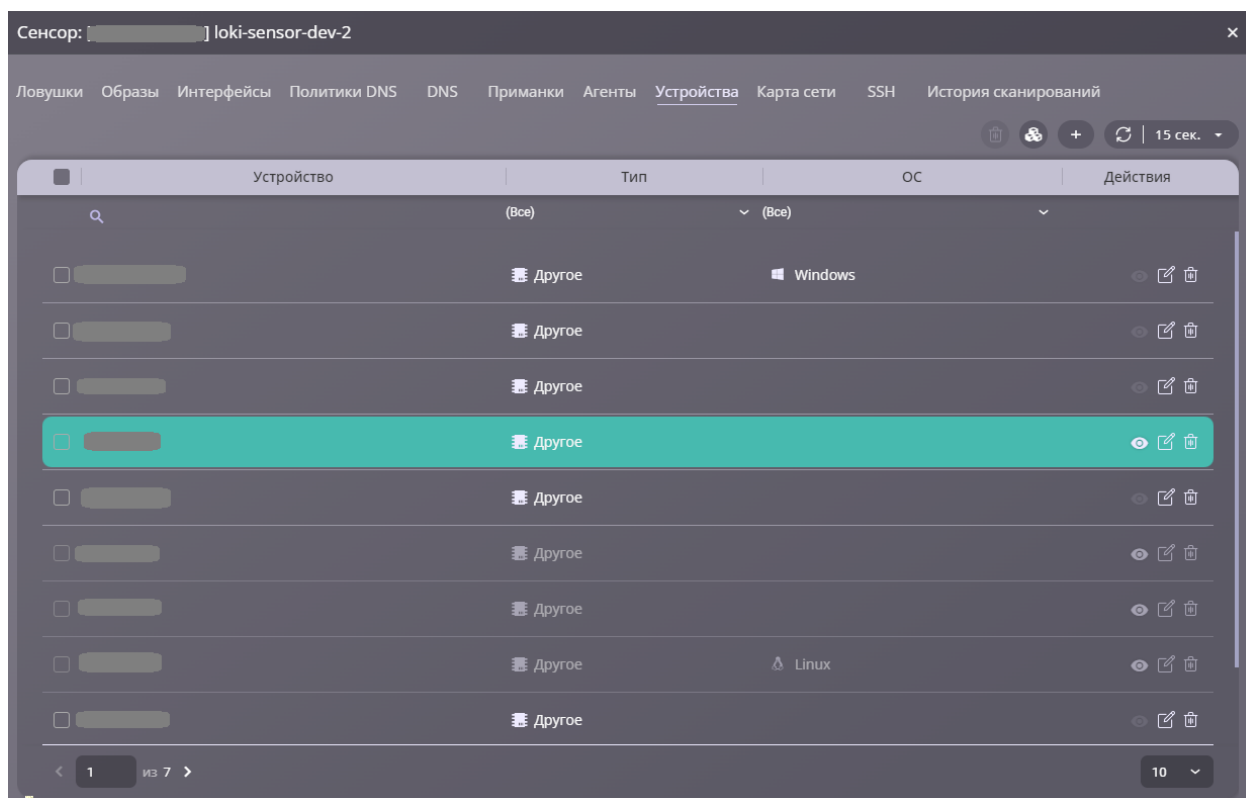 Сенсор: [ ] loki-sensor-dev-2
Ловушки Образы Интерфейсы Политики DNS DNS Приманки Агенты Устройства Карта сети SSH История сканирований
15 сек.
Устройство Тип ОС Действия
(Все) (Все)
Другое Windows
Другое
Другое
Другое
Другое
Другое
Другое
Другое Linux
Другое
1 из 7 10